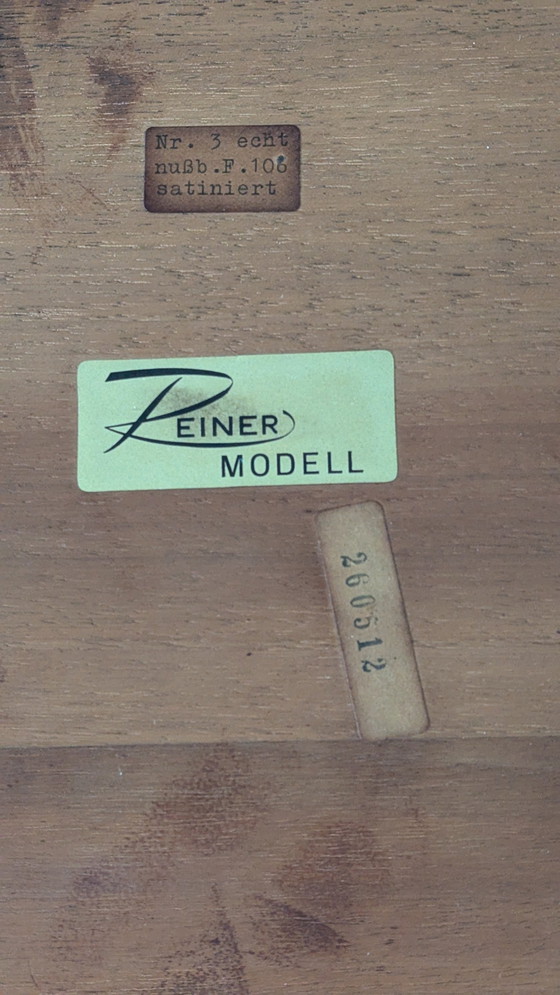 Nr. 3 echt
nußb.F.106
satiniert
REINER
MODELL
260512